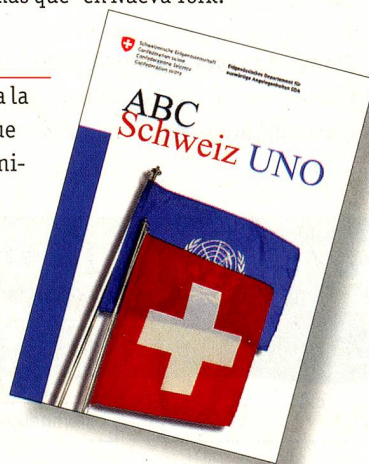 más que en Nueva York.
a la
ue
ni-
Schweizerische Eidgenossenschaft
Confédération suisse
Confederazione Svizzera
Confederaziun svizra
Eidgenössisches Departement für
auswärtige Angelegenheiten EDA
ABC
Schweiz UNO